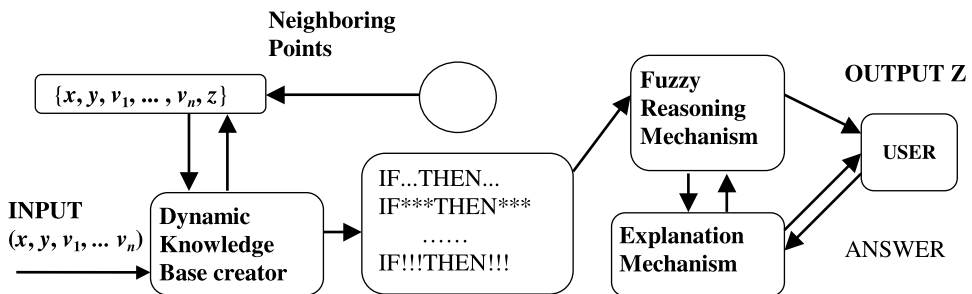 Neighboring
Points
{x, y, v1, ... , vn, z}
INPUT
(x, y, v1, ... vn)
Dynamic
Knowledge
Base creator
IF...THEN...
IF***THEN***
......
IF!!!THEN!!!
Fuzzy
Reasoning
Mechanism
Explanation
Mechanism
OUTPUT Z
USER
ANSWER